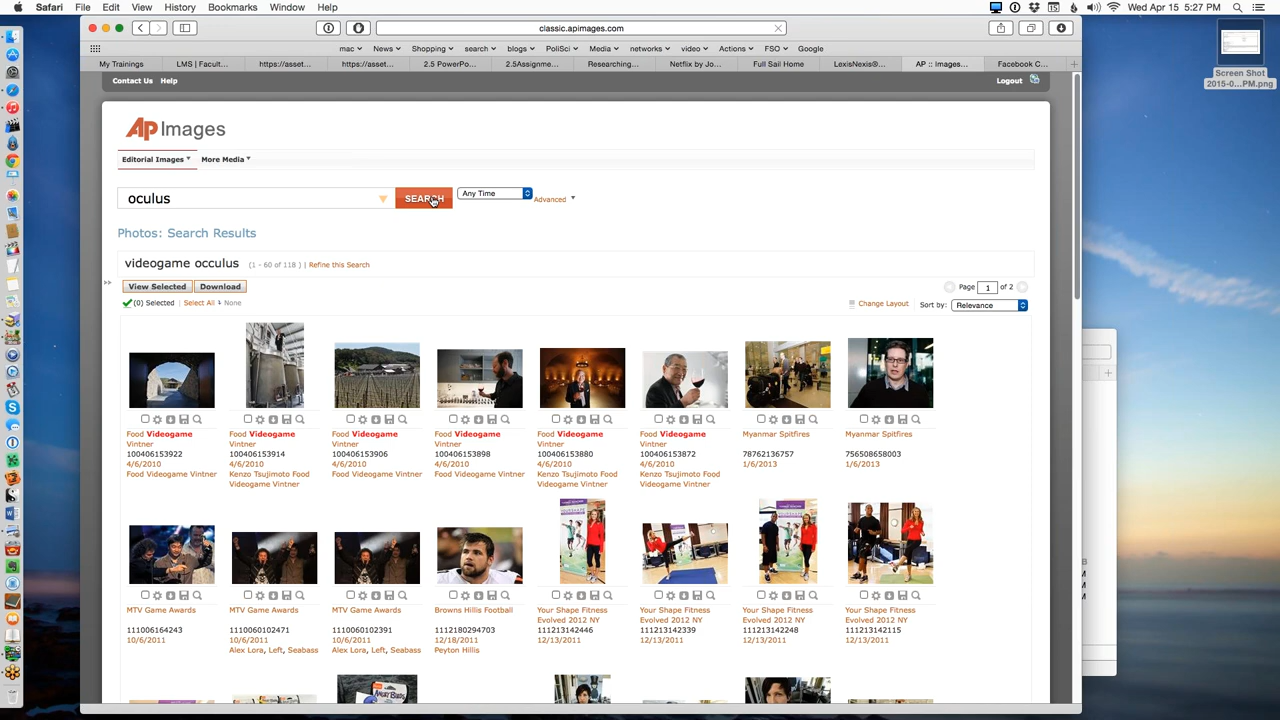 Safari File Edit View History Bookmarks Window Help Wed Apr 15 5:27 PM
classic.apimages.com
mac News Shopping search blogs PoliSci Media networks video Actions FSO Google
My Trainings LMS | Facult... https://asset... https://asset... 2.5 PowerPo... 2.5Assignme... Researching... Netflix by Jo... Full Sail Home LexisNexis®... AP :: Images... Facebook C...
Screen Shot
2015-0...PM.png
Contact Us Help Logout
AP Images
Editorial Images More Media
oculus SEARCH Any Time Advanced
Photos: Search Results
videogame occulus (1 - 60 of 118 ) | Refine this Search
View Selected Download Page 1 of 2
(0) Selected | Select All None Change Layout Sort by: Relevance
Food Videogame Food Videogame Food Videogame Food Videogame Food Videogame Food Videogame Myanmar Spitfires Myanmar Spitfires
Vintner Vintner Vintner Vintner Vintner Vintner
100406153922 100406153914 100406153906 100406153898 100406153880 100406153872 78762136757 756508658003
4/6/2010 4/6/2010 4/6/2010 4/6/2010 4/6/2010 4/6/2010 1/6/2013 1/6/2013
Food Videogame Vintner Kenzo Tsujimoto Food Food Videogame Vintner Food Videogame Vintner Kenzo Tsujimoto Food Kenzo Tsujimoto Food
Videogame Vintner Videogame Vintner Videogame Vintner
MTV Game Awards MTV Game Awards MTV Game Awards Browns Hillis Football Your Shape Fitness Your Shape Fitness Your Shape Fitness Your Shape Fitness
Evolved 2012 NY Evolved 2012 NY Evolved 2012 NY Evolved 2012 NY
111006164243 1110060102471 1110060102391 1112180294703 111213142446 111213142339 111213142248 111213142115
10/6/2011 10/6/2011 10/6/2011 12/18/2011 12/13/2011 12/13/2011 12/13/2011 12/13/2011
Alex Lora, Left, Seabass Alex Lora, Left, Seabass Peyton Hillis